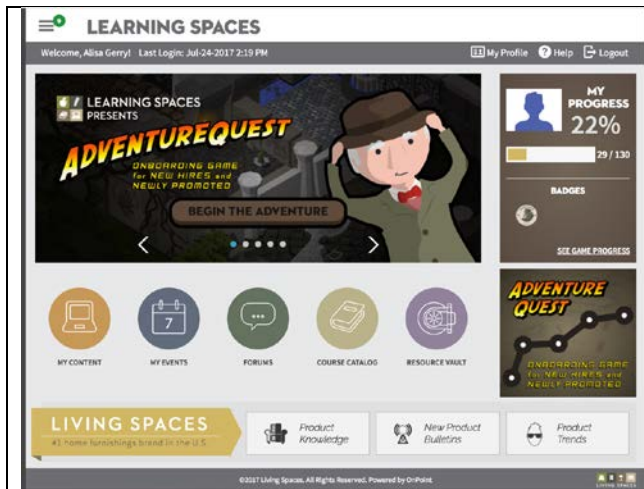 LEARNING SPACES
Welcome, Alisa Gerry! Last Login: Jul-24-2017 2:19 PM
My Profile ? Help Logout
LEARNING SPACES
PRESENTS
ADVENTUREQUEST
ONBOARDING GAME
for NEW HIRES and
NEWLY PROMOTED
BEGIN THE ADVENTURE
MY
PROGRESS
22%
29 / 130
BADGES
SEE GAME PROGRESS
7
MY CONTENT
MY EVENTS
FORUMS
COURSE CATALOG
RESOURCE VAULT
ADVENTURE
QUEST
ONBOARDING GAME
for NEW HIRES and
NEWLY PROMOTED
LIVING SPACES
#1 home furnishings brand in the U.S
Product
Knowledge
New Product
Bulletins
Product
Trends
©2017 Living Spaces, All Rights Reserved. Powered by OnPoint
LIVING SPACES